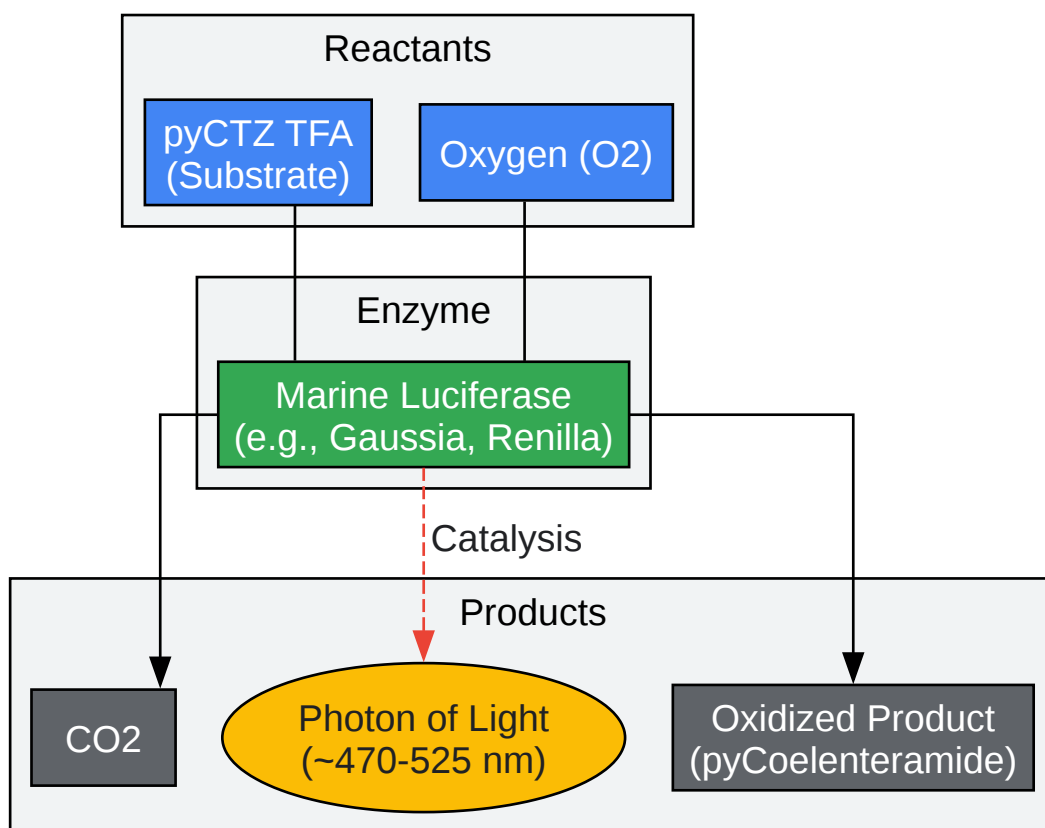 Reactants
pyCTZ TFA
(Substrate)
Oxygen (O2)
Enzyme
Marine Luciferase
(e.g., Gaussia, Renilla)
Catalysis
Products
CO2
Photon of Light
(~470-525 nm)
Oxidized Product
(pyCoelenteramide)